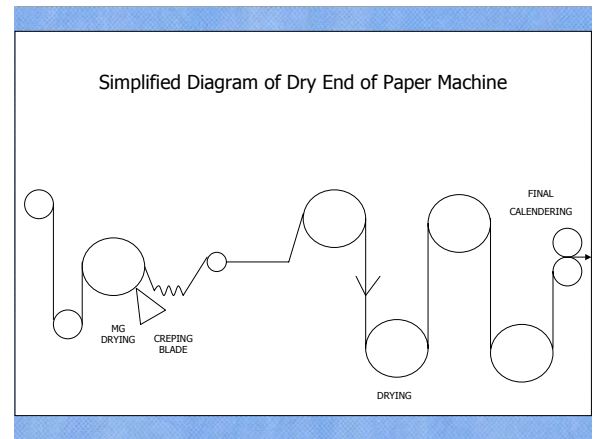 Simplified Diagram of Dry End of Paper Machine
FINAL
CALENDERING
MG
DRYING
CREPING
BLADE
DRYING